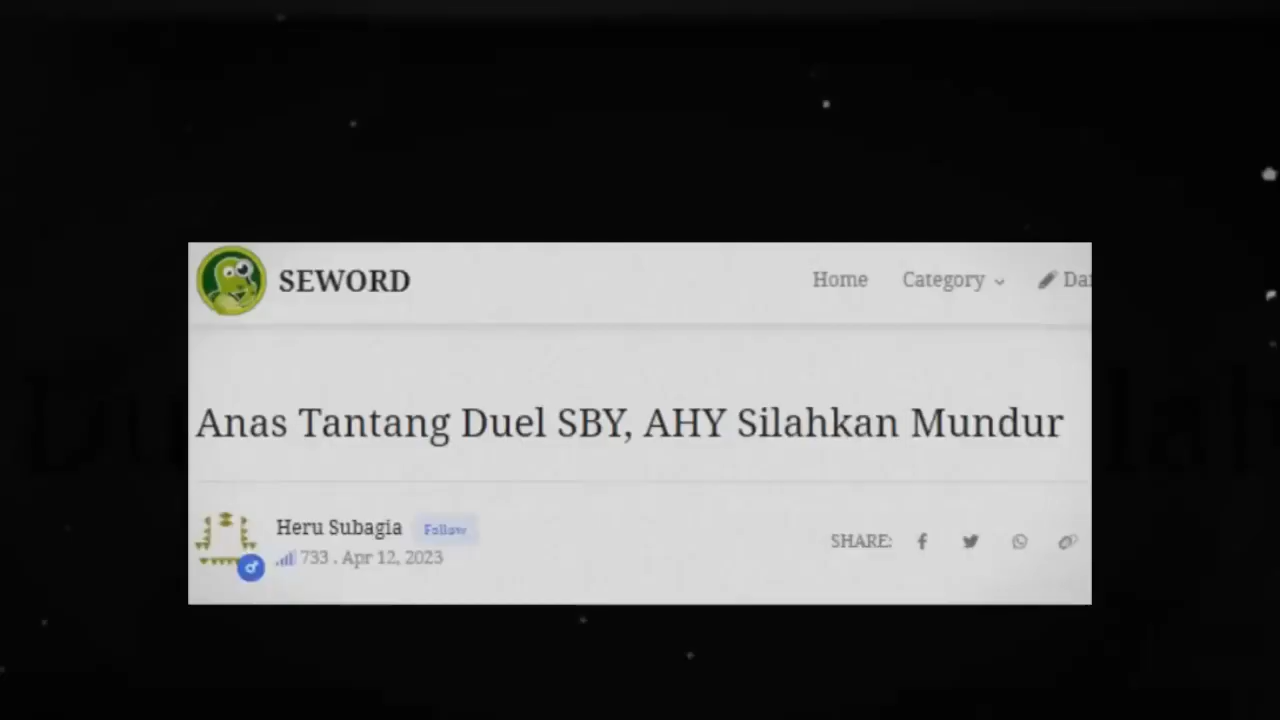 SEWORD
Home Category
Anas Tantang Duel SBY, AHY Silahkan Mundur
Heru Subagia Follow
733 . Apr 12, 2023
SHARE: